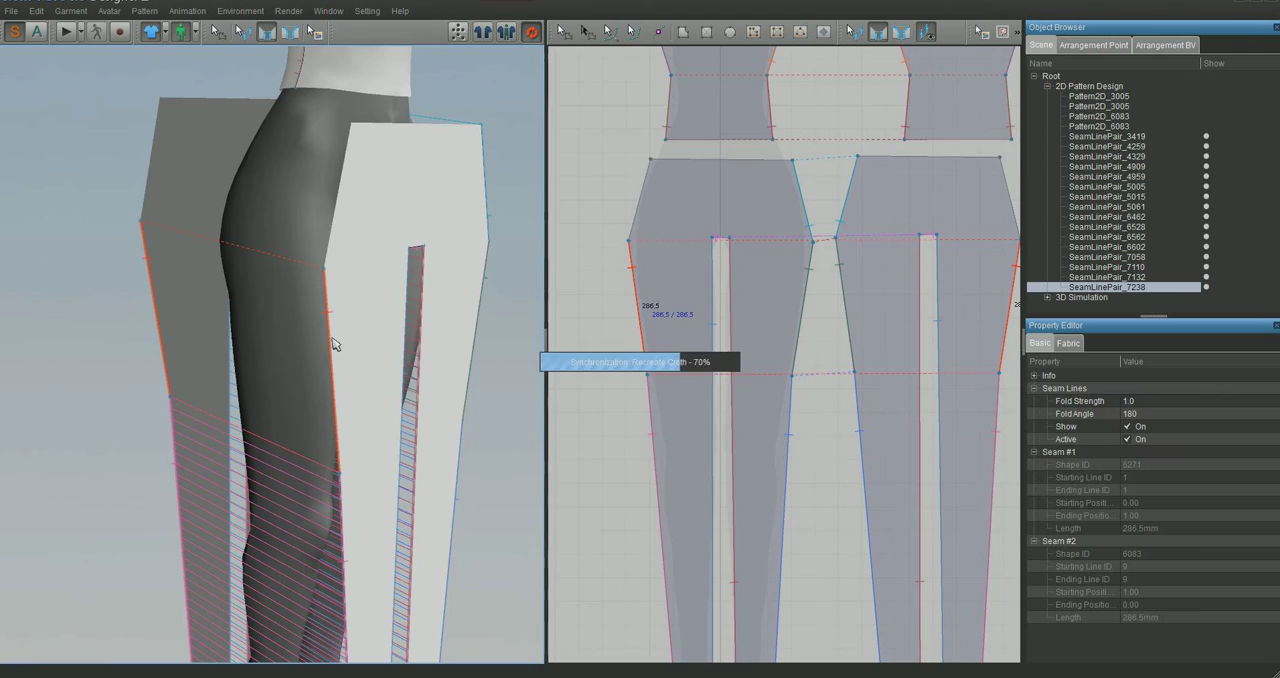 File Edit Garment Avatar Pattern Animation Environment Render Window Setting Help
S A
286,5
286,5 / 286,5
28
Synchronization: Recreate Cloth - 70%
Object Browser
Scene Arrangement Point Arrangement BV
Name Show
Root
2D Pattern Design
Pattern2D_3005
Pattern2D_3005
Pattern2D_6083
Pattern2D_6083
SeamLinePair_3419
SeamLinePair_4259
SeamLinePair_4329
SeamLinePair_4909
SeamLinePair_4959
SeamLinePair_5005
SeamLinePair_5015
SeamLinePair_5061
SeamLinePair_6462
SeamLinePair_6528
SeamLinePair_6562
SeamLinePair_6602
SeamLinePair_7058
SeamLinePair_7110
SeamLinePair_7132
SeamLinePair_7238
3D Simulation
Property Editor
Basic Fabric
Property Value
Info
Seam Lines
Fold Strength 1.0
Fold Angle 180
Show On
Active On
Seam #1
Shape ID 6271
Starting Line ID 1
Ending Line ID 1
Starting Positi... 0.00
Ending Positio... 1.00
Length 286.5mm
Seam #2
Shape ID 6083
Starting Line ID 9
Ending Line ID 9
Starting Positi... 1.00
Ending Positio... 0.00
Length 286.5mm